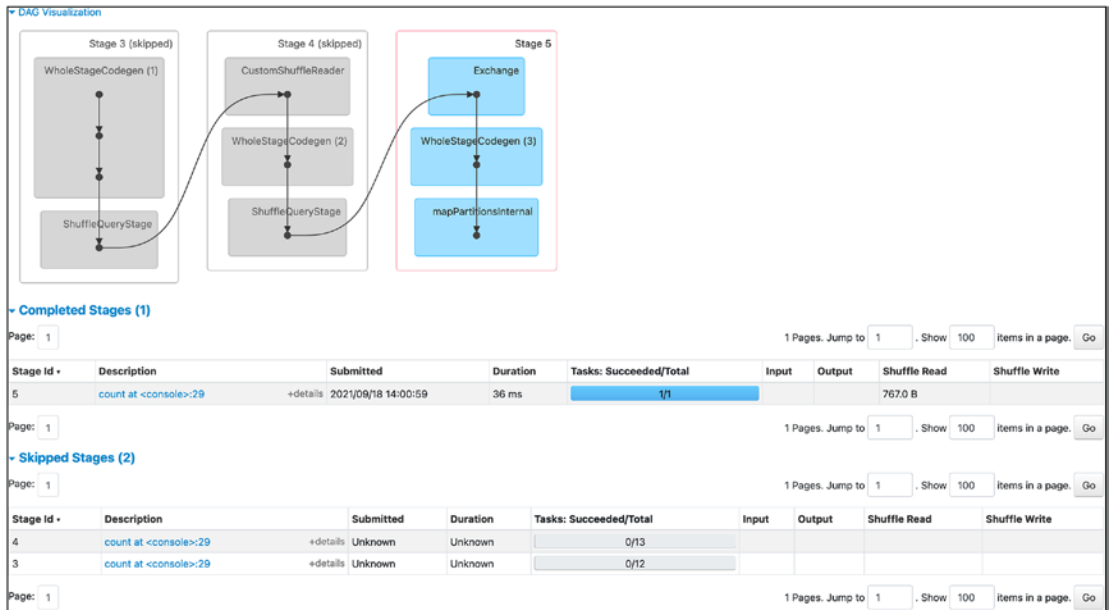 DAG Visualization
Stage 3 (skipped) Stage 4 (skipped) Stage 5
WholeStageCodegen (1) CustomShuffleReader Exchange
WholeStageCodegen (2) WholeStageCodegen (3)
ShuffleQueryStage ShuffleQueryStage mapPartitionsInternal
Completed Stages (1)
Page: 1 1 Pages. Jump to 1 . Show 100 items in a page. Go
Stage Id Description Submitted Duration Tasks: Succeeded/Total Input Output Shuffle Read Shuffle Write
5 count at <console>:29 +details 2021/09/18 14:00:59 36 ms 1/1 767.0 B
Page: 1 1 Pages. Jump to 1 . Show 100 items in a page. Go
Skipped Stages (2)
Page: 1 1 Pages. Jump to 1 . Show 100 items in a page. Go
Stage Id Description Submitted Duration Tasks: Succeeded/Total Input Output Shuffle Read Shuffle Write
4 count at <console>:29 +details Unknown Unknown 0/13
3 count at <console>:29 +details Unknown Unknown 0/12
Page: 1 1 Pages. Jump to 1 . Show 100 items in a page. Go